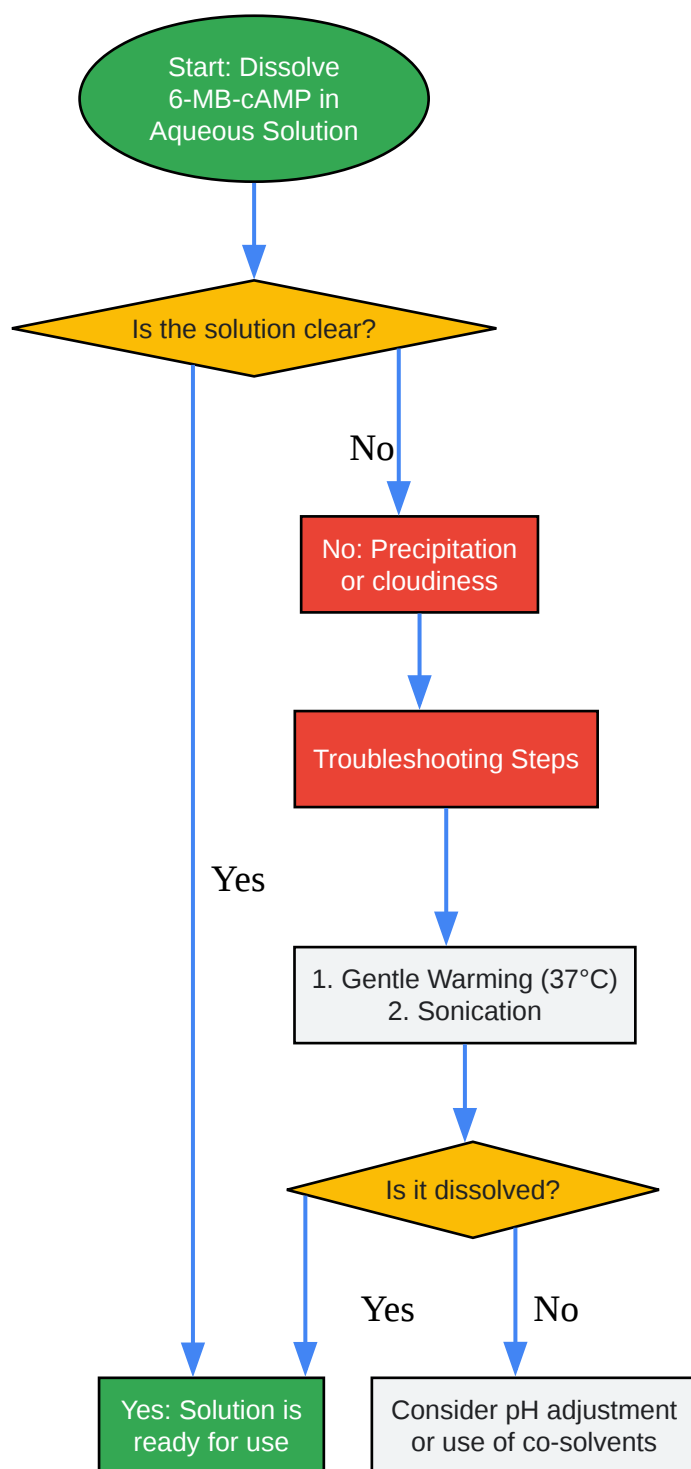 Start: Dissolve
6-MB-cAMP in
Aqueous Solution
Is the solution clear?
No
No: Precipitation
or cloudiness
Troubleshooting Steps
Yes
1. Gentle Warming (37°C)
2. Sonication
Is it dissolved?
Yes
No
Yes: Solution is
ready for use
Consider pH adjustment
or use of co-solvents